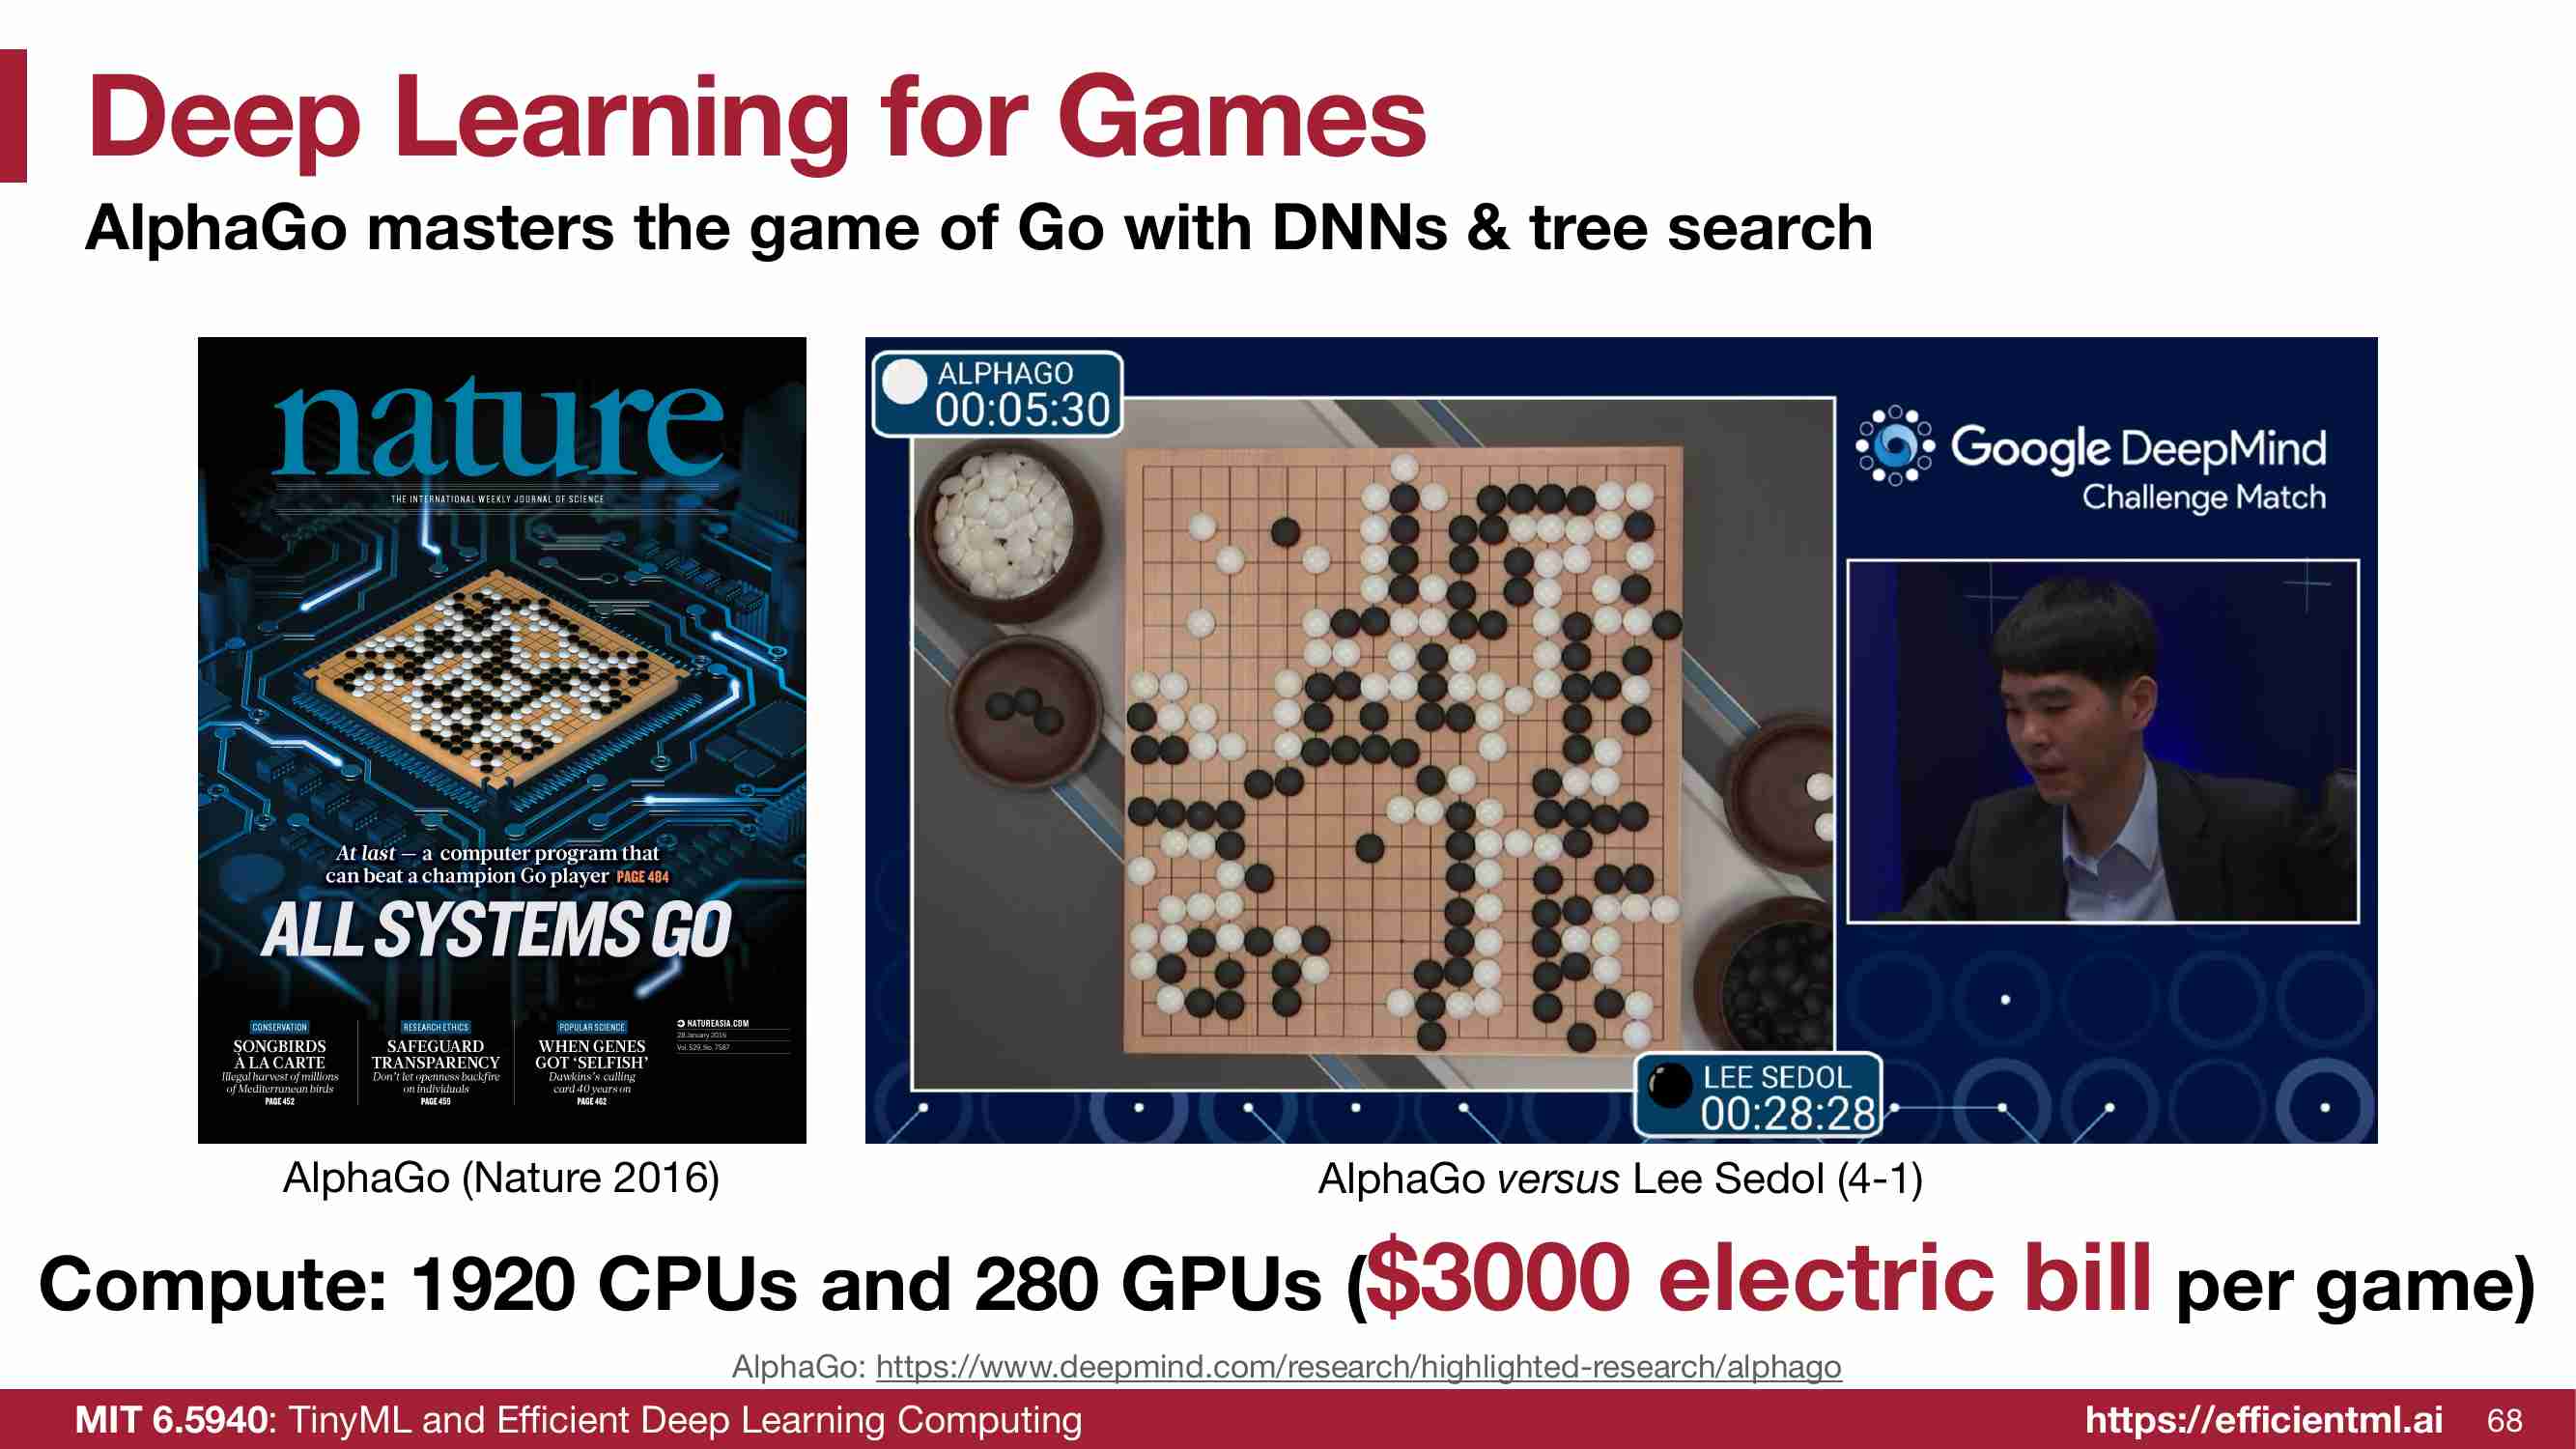 Deep Learning for Games
AlphaGo masters the game of Go with DNNs & tree search
nature
THE INTERNATIONAL WEEKLY JOURNAL OF SCIENCE
At last – a computer program that
can beat a champion Go player PAGE 484
ALL SYSTEMS GO
CONSERVATION
SONGBIRDS
À LA CARTE
Illegal harvest of millions
of Mediterranean birds
PAGE 452
RESEARCH ETHICS
SAFEGUARD
TRANSPARENCY
Don't let openness backfire
on individuals
PAGE 459
POPULAR SCIENCE
WHEN GENES
GOT 'SELFISH'
Dawkins's calling
card 40 years on
PAGE 462
NATUREASIA.COM
28 January 2016
Vol. 529, No. 7587
ALPHAGO
00:05:30
Google DeepMind
Challenge Match
LEE SEDOL
00:28:28
AlphaGo (Nature 2016)
AlphaGo versus Lee Sedol (4-1)
Compute: 1920 CPUs and 280 GPUs ($3000 electric bill per game)
AlphaGo: https://www.deepmind.com/research/highlighted-research/alphago
MIT 6.5940: TinyML and Efficient Deep Learning Computing
https://efficientml.ai
68